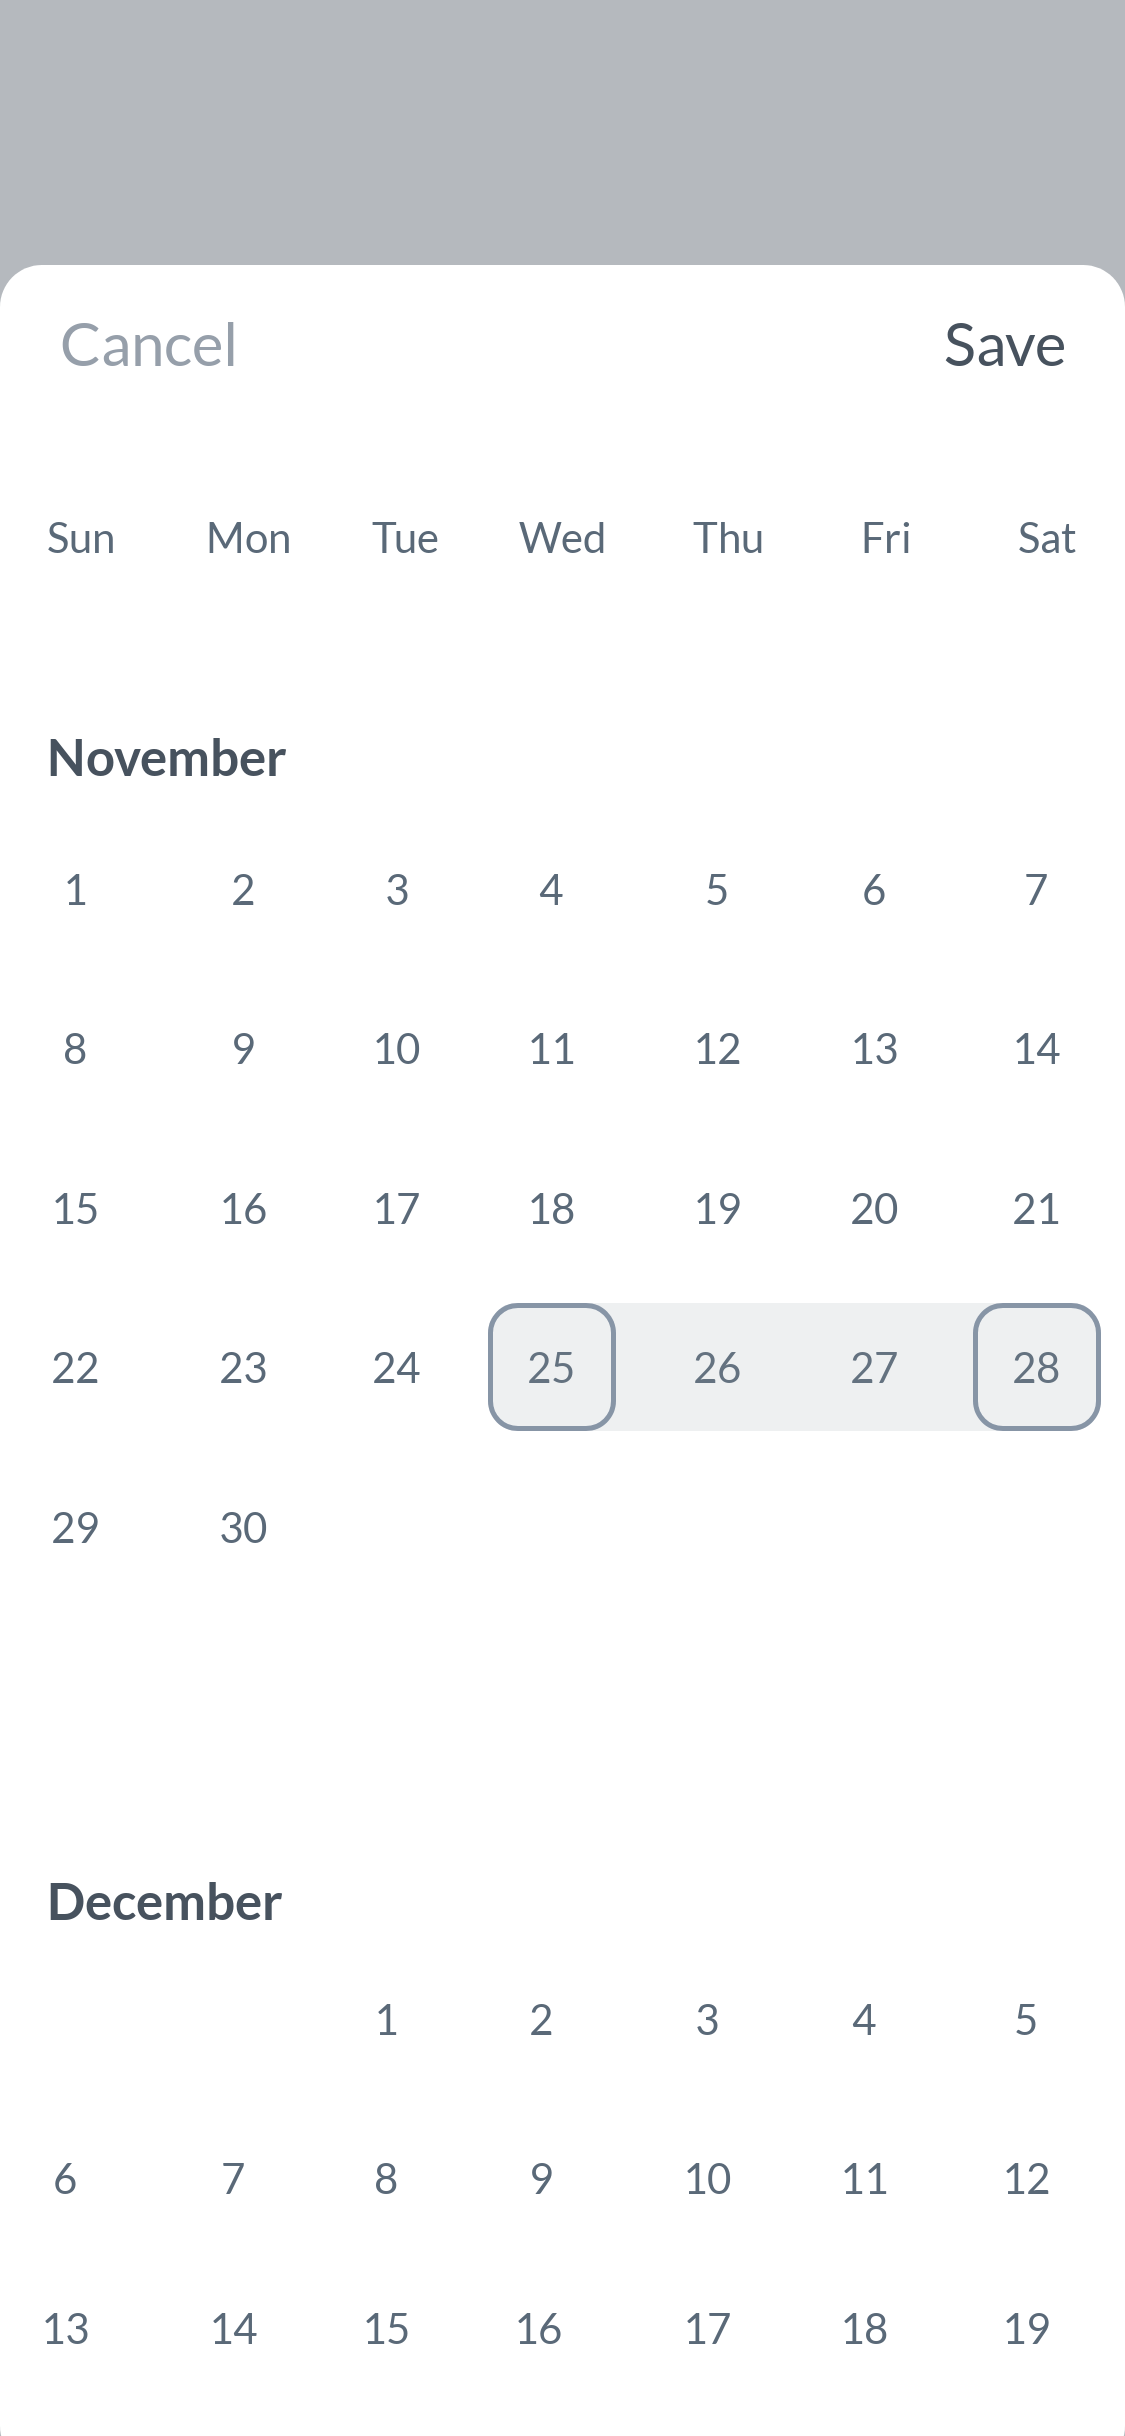 Cancel Save
Sun Mon Tue Wed Thu Fri Sat
November
1 2 3 4 5 6 7
8 9 10 11 12 13 14
15 16 17 18 19 20 21
22 23 24 25 26 27 28
29 30
December
1 2 3 4 5
6 7 8 9 10 11 12
13 14 15 16 17 18 19